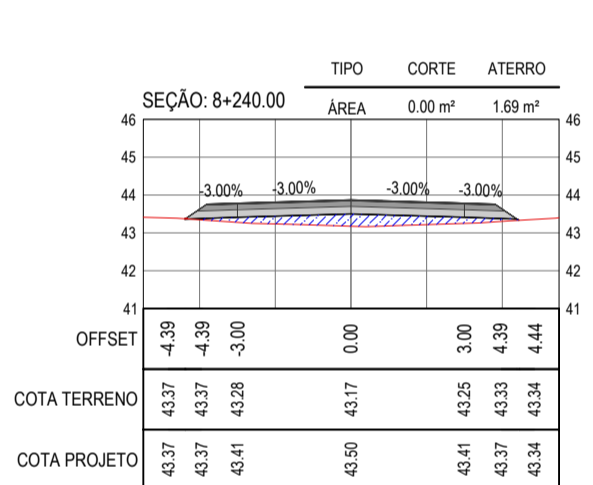 TIPO CORTE ATERRO
SEÇÃO: 8+240.00 ÁREA 0.00 m² 1.69 m²
46 46
45 45
-3.00% -3.00% -3.00% -3.00%
44 44
43 43
42 42
41 41
OFFSET -4.39 -4.39 -3.00 0.00 3.00 4.39 4.44
COTA TERRENO 43.37 43.37 43.28 43.17 43.25 43.33 43.34
COTA PROJETO 43.37 43.37 43.41 43.50 43.41 43.37 43.34